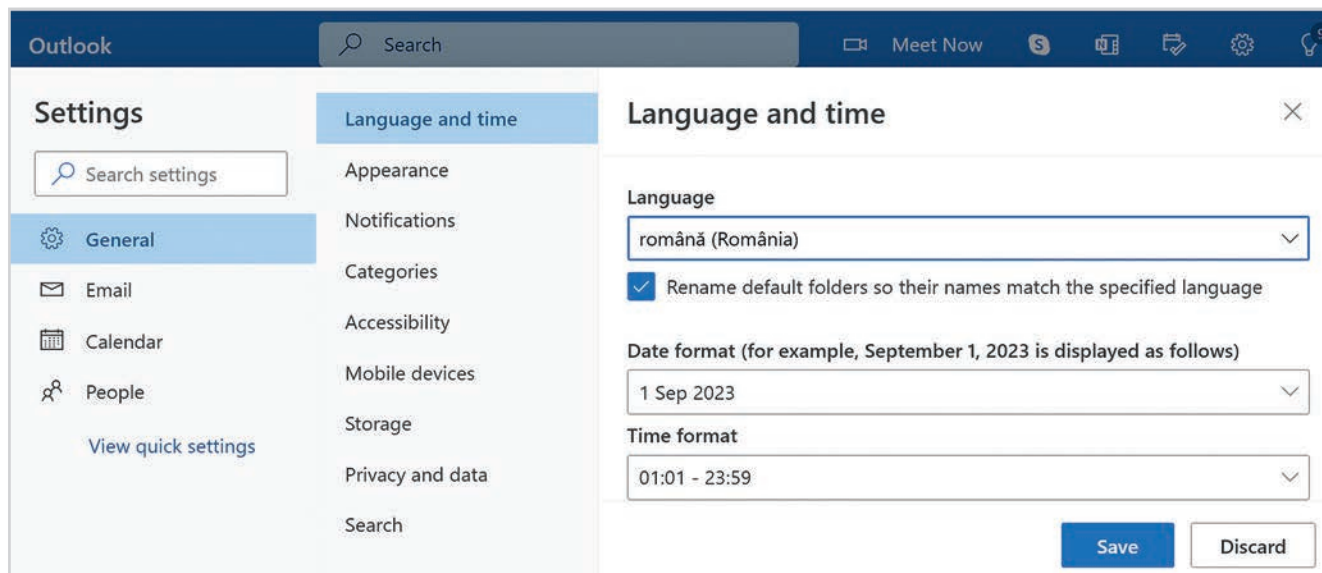 Outlook
Search
Meet Now
Settings
Search settings
General
Email
Calendar
People
View quick settings
Language and time
Appearance
Notifications
Categories
Accessibility
Mobile devices
Storage
Privacy and data
Search
Language and time
Language
română (România)
Rename default folders so their names match the specified language
Date format (for example, September 1, 2023 is displayed as follows)
1 Sep 2023
Time format
01:01 - 23:59
Save
Discard